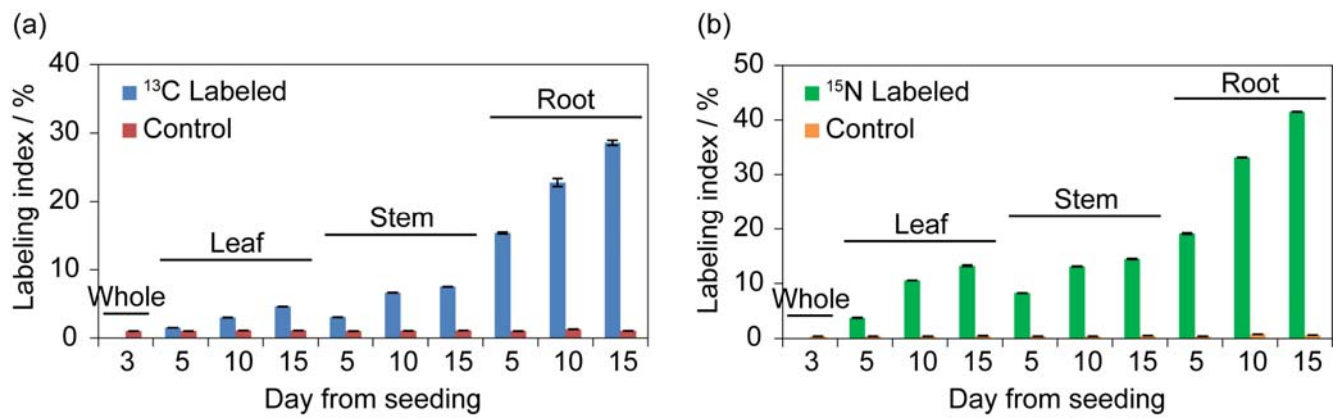 (a)
40
30
20
10
0
Labeling index / %
¹³C Labeled
Control
Whole
Leaf
Stem
Root
3 5 10 15 5 10 15 5 10 15
Day from seeding
(b)
50
40
30
20
10
0
Labeling index / %
¹⁵N Labeled
Control
Whole
Leaf
Stem
Root
3 5 10 15 5 10 15 5 10 15
Day from seeding